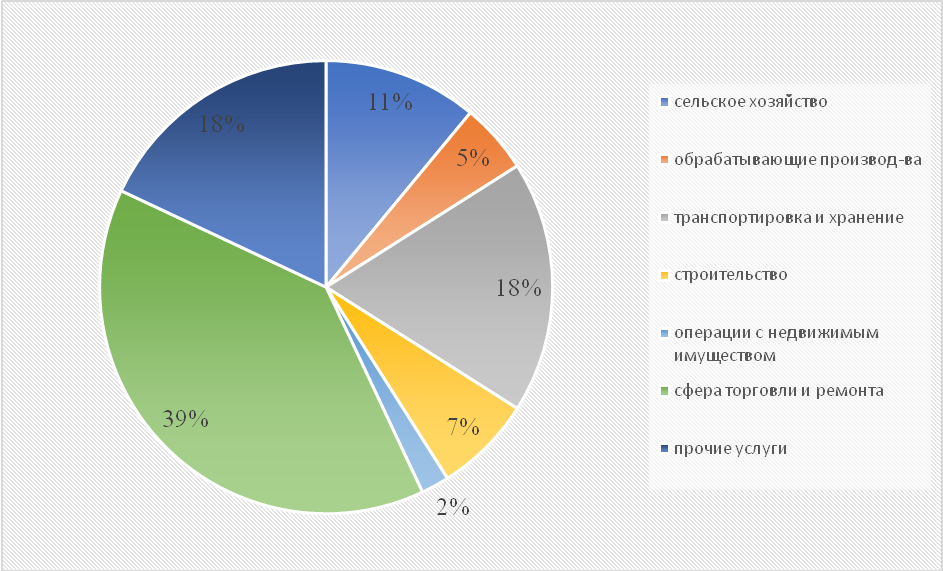 11%
5%
18%
7%
2%
39%
18%
сельское хозяйство
обрабатывающие производ-ва
транспортировка и хранение
строительство
операции с недвижимым
имуществом
сфера торговли и ремонта
прочие услуги